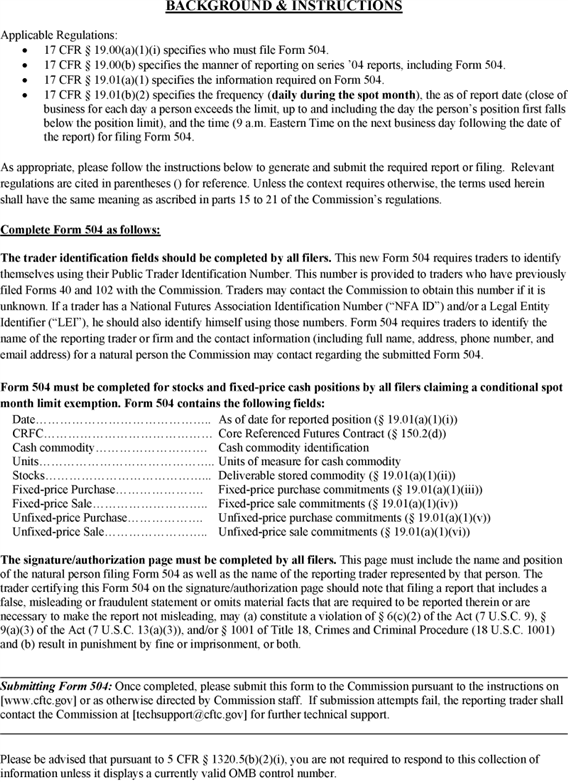 BACKGROUND & INSTRUCTIONS
Applicable Regulations:
• 17 CFR § 19.00(a)(1)(i) specifies who must file Form 504.
• 17 CFR § 19.00(b) specifies the manner of reporting on series ’04 reports, including Form 504.
• 17 CFR § 19.01(a)(1) specifies the information required on Form 504.
• 17 CFR § 19.01(b)(2) specifies the frequency (daily during the spot month), the as of report date (close of
business for each day a person exceeds the limit, up to and including the day the person’s position first falls
below the position limit), and the time (9 a.m. Eastern Time on the next business day following the date of
the report) for filing Form 504.
As appropriate, please follow the instructions below to generate and submit the required report or filing. Relevant
regulations are cited in parentheses () for reference. Unless the context requires otherwise, the terms used herein
shall have the same meaning as ascribed in parts 15 to 21 of the Commission’s regulations.
Complete Form 504 as follows:
The trader identification fields should be completed by all filers. This new Form 504 requires traders to identify
themselves using their Public Trader Identification Number. This number is provided to traders who have previously
filed Forms 40 and 102 with the Commission. Traders may contact the Commission to obtain this number if it is
unknown. If a trader has a National Futures Association Identification Number (“NFA ID”) and/or a Legal Entity
Identifier (“LEI”), he should also identify himself using those numbers. Form 504 requires traders to identify the
name of the reporting trader or firm and the contact information (including full name, address, phone number, and
email address) for a natural person the Commission may contact regarding the submitted Form 504.
Form 504 must be completed for stocks and fixed-price cash positions by all filers claiming a conditional spot
month limit exemption. Form 504 contains the following fields:
Date…………………………………….. As of date for reported position (§ 19.01(a)(1)(i))
CRFC…………………………………… Core Referenced Futures Contract (§ 150.2(d))
Cash commodity………………………. Cash commodity identification
Units…………………………………….. Units of measure for cash commodity
Stocks…………………………………... Deliverable stored commodity (§ 19.01(a)(1)(ii))
Fixed-price Purchase…………………. Fixed-price purchase commitments (§ 19.01(a)(1)(iii))
Fixed-price Sale……………………….. Fixed-price sale commitments (§ 19.01(a)(1)(iv))
Unfixed-price Purchase………………. Unfixed-price purchase commitments (§ 19.01(a)(1)(v))
Unfixed-price Sale…………………….. Unfixed-price sale commitments (§ 19.01(a)(1)(vi))
The signature/authorization page must be completed by all filers. This page must include the name and position
of the natural person filing Form 504 as well as the name of the reporting trader represented by that person. The
trader certifying this Form 504 on the signature/authorization page should note that filing a report that includes a
false, misleading or fraudulent statement or omits material facts that are required to be reported therein or are
necessary to make the report not misleading, may (a) constitute a violation of § 6(c)(2) of the Act (7 U.S.C. 9), §
9(a)(3) of the Act (7 U.S.C. 13(a)(3)), and/or § 1001 of Title 18, Crimes and Criminal Procedure (18 U.S.C. 1001)
and (b) result in punishment by fine or imprisonment, or both.
Submitting Form 504: Once completed, please submit this form to the Commission pursuant to the instructions on
[www.cftc.gov] or as otherwise directed by Commission staff. If submission attempts fail, the reporting trader shall
contact the Commission at [techsupport@cftc.gov] for further technical support.
Please be advised that pursuant to 5 CFR § 1320.5(b)(2)(i), you are not required to respond to this collection of
information unless it displays a currently valid OMB control number.